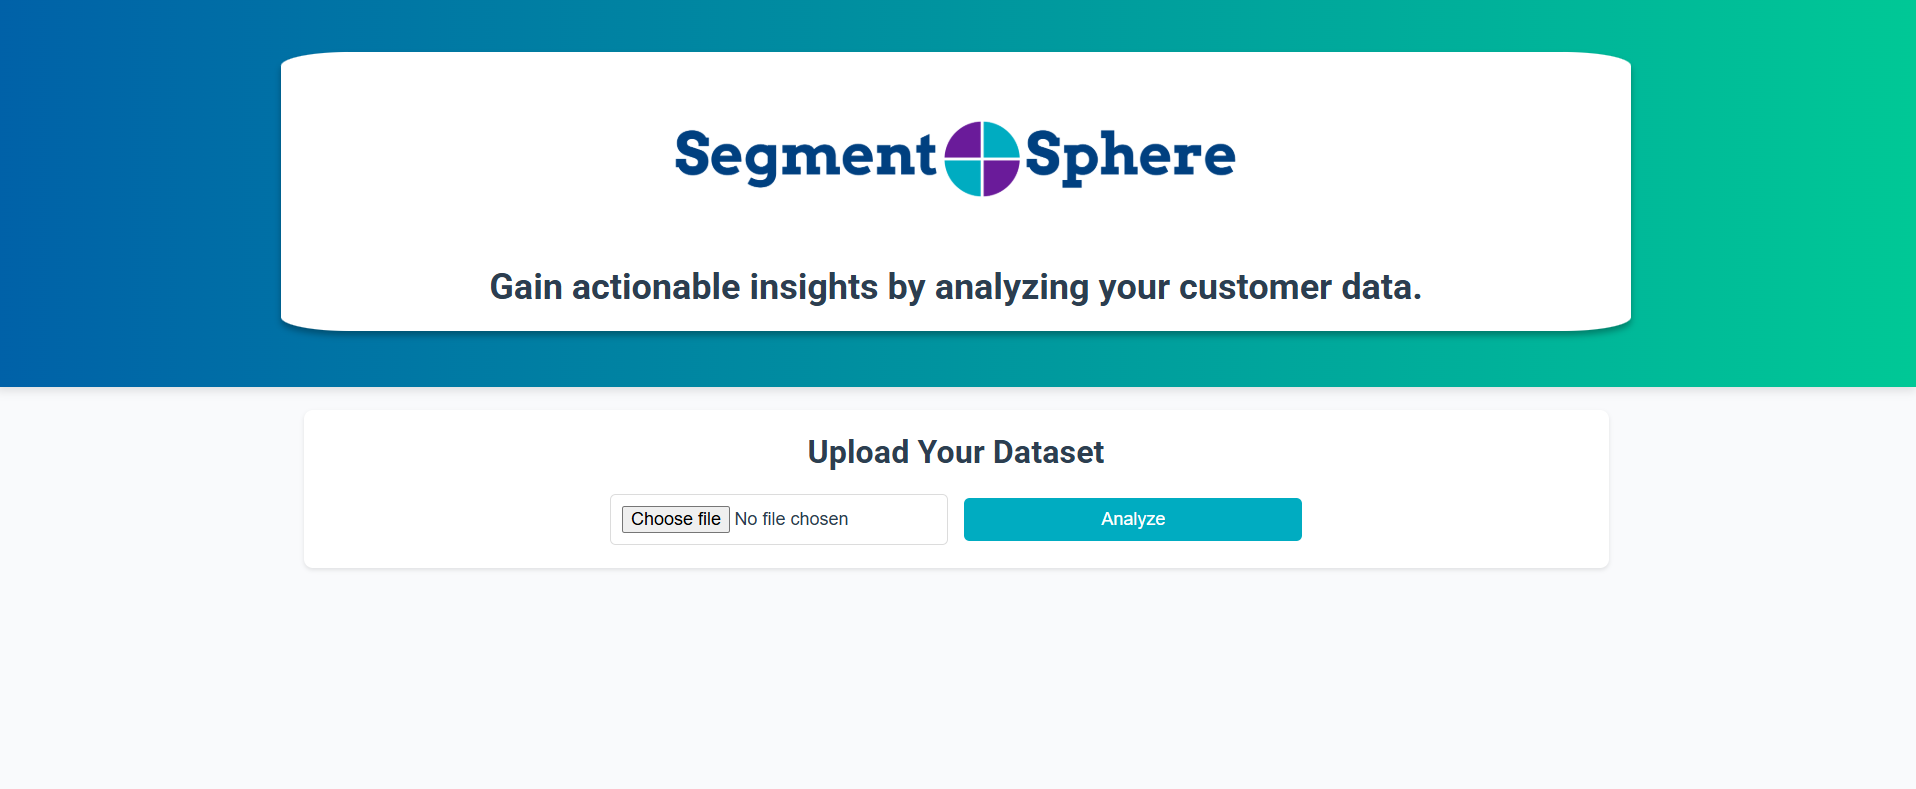 Segment Sphere
Gain actionable insights by analyzing your customer data.
Upload Your Dataset
Choose file No file chosen
Analyze